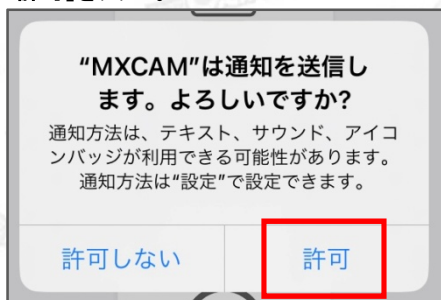 “MXCAM”は通知を送信し
ます。よろしいですか?
通知方法は、テキスト、サウンド、アイコ
ンバッジが利用できる可能性があります。
通知方法は“設定”で設定できます。
許可しない
許可